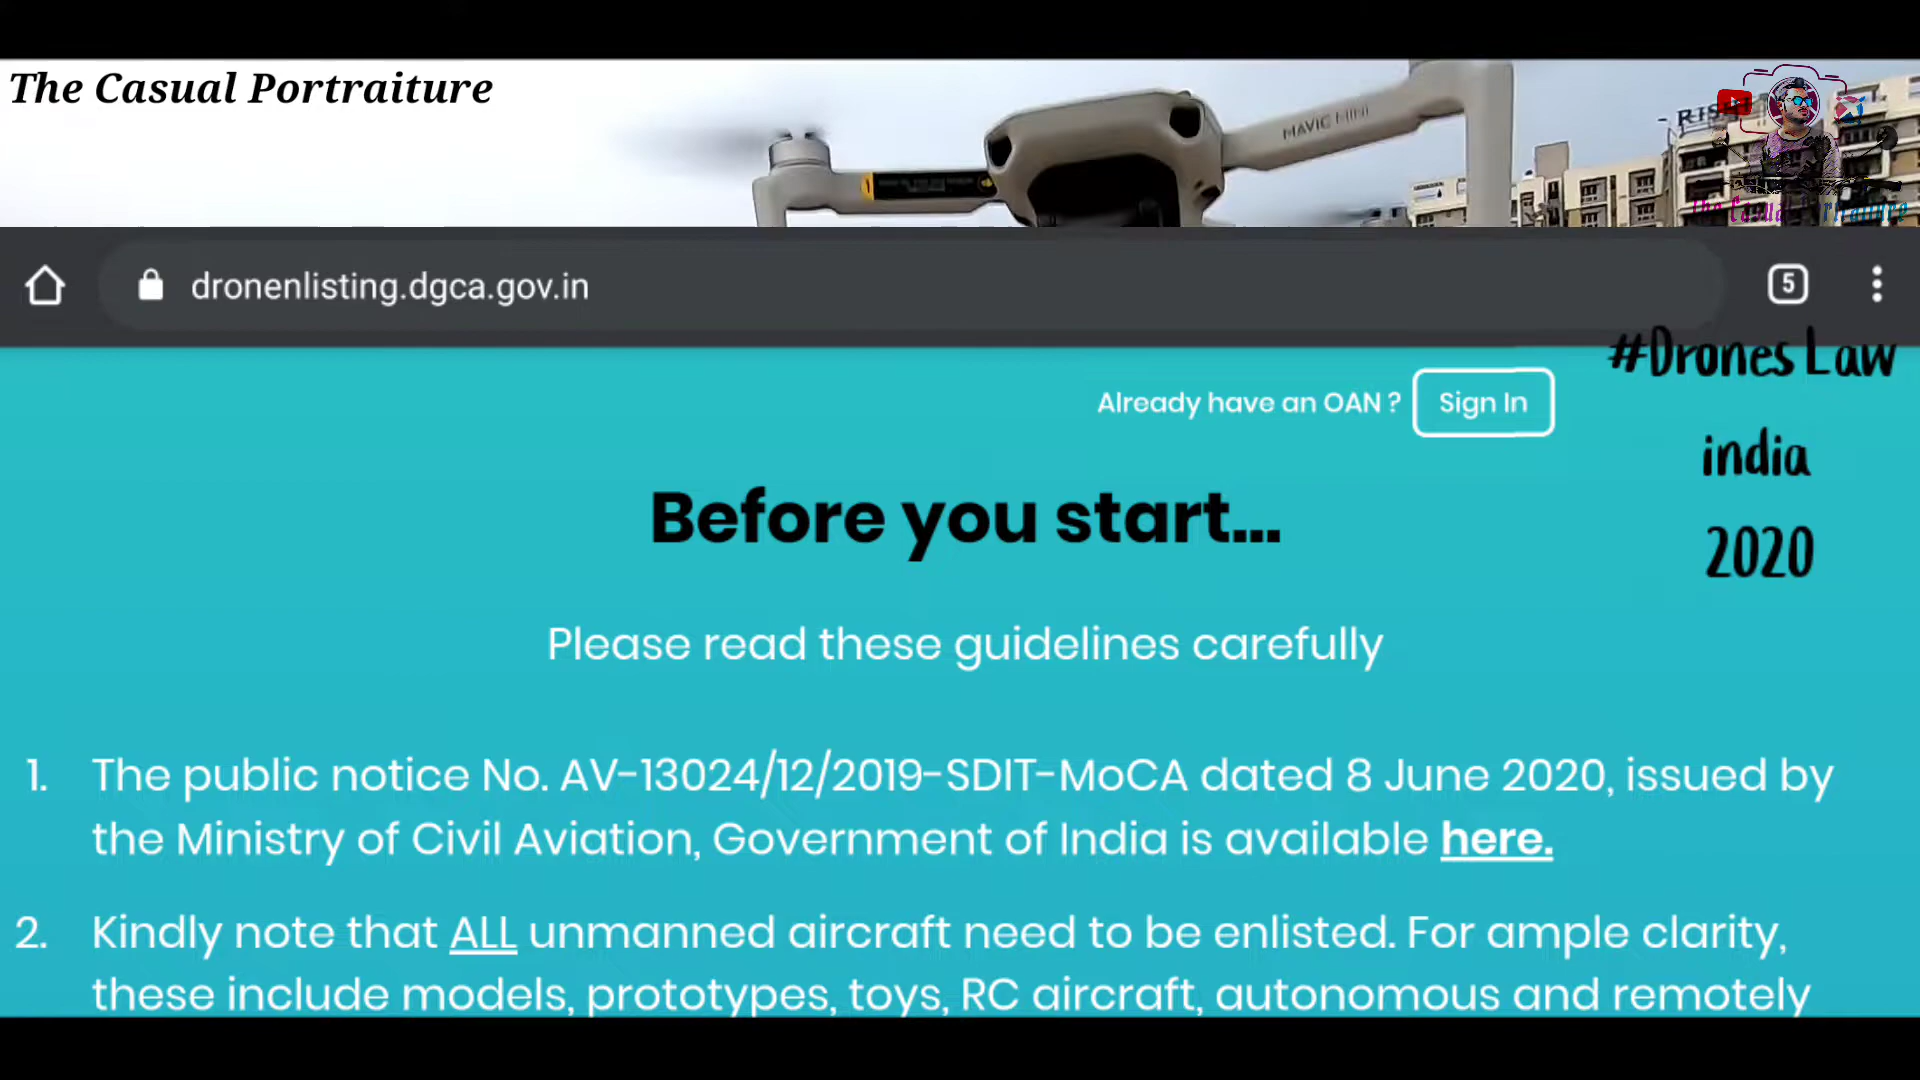 The Casual Portraiture
MAVIC MINI
RISHI
The Casual Portraiture
dronenlisting.dgca.gov.in
5
#Drones Law
india
2020
Already have an OAN ? Sign In
Before you start...
Please read these guidelines carefully
1. The public notice No. AV-13024/12/2019-SDIT-MoCA dated 8 June 2020, issued by
the Ministry of Civil Aviation, Government of India is available here.
2. Kindly note that ALL unmanned aircraft need to be enlisted. For ample clarity,
these include models, prototypes, toys, RC aircraft, autonomous and remotely